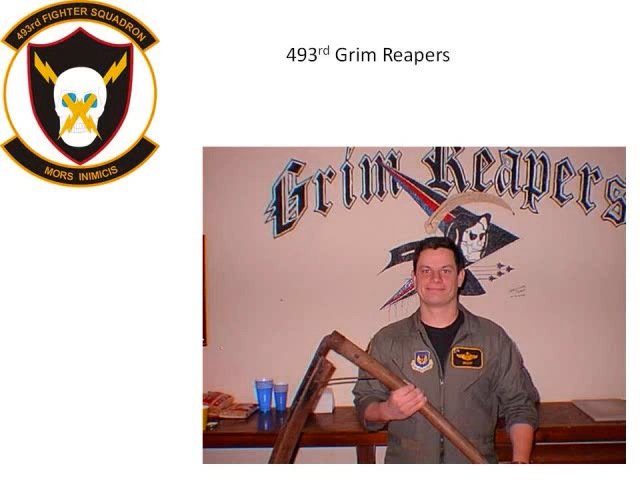 493rd FIGHTER SQUADRON
493rd Grim Reapers
MORS INIMICIS
Grim Reapers